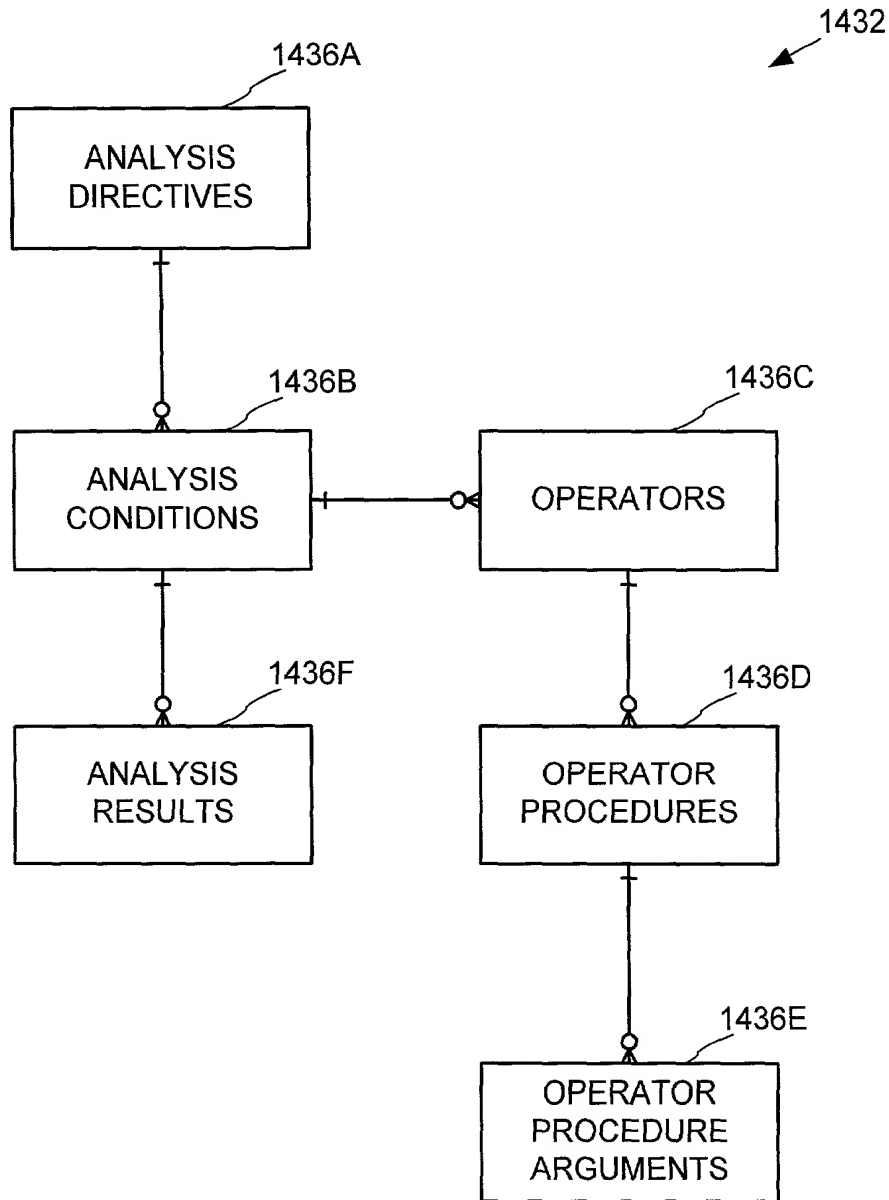 1432
1436A
ANALYSIS
DIRECTIVES
1436B
ANALYSIS
CONDITIONS
1436C
OPERATORS
1436F
ANALYSIS
RESULTS
1436D
OPERATOR
PROCEDURES
1436E
OPERATOR
PROCEDURE
ARGUMENTS